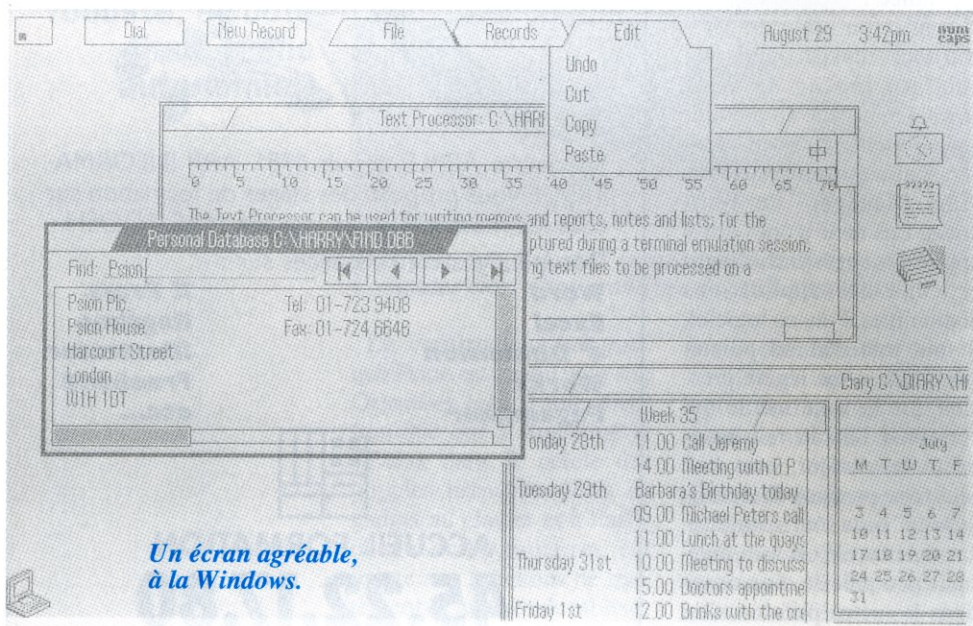 Dial New Record File Records Edit August 29 3:42pm num
caps
Undo
Cut
Copy
Paste
Text Processor: C:\HARR
0 5 10 15 20 25 30 35 40 45 50 55 60 65 70
The Text Processor can be used for writing memos and reports, notes and lists; for the
ptured during a terminal emulation session;
ng text files to be processed on a
Personal Database C:\HARRY\FIND.DBB
Find: Psion
Psion Plc. Tel: 01-723 9408
Psion House Fax: 01-724 6646
Harcourt Street
London
W1H 1DT
Diary C:\DIARY\H
Week 35
onday 28th 11.00 Call Jeremy
14.00 Meeting with D P
Tuesday 29th Barbara's Birthday today
09.00 Michael Peters call
11.00 Lunch at the quays
Thursday 31st 10.00 Meeting to discuss
15.00 Doctors appointme
Friday 1st 12.00 Drinks with the cre
July
M T W T F
3 4 5 6 7
10 11 12 13 14
17 18 19 20 21
24 25 26 27 28
31
Un écran agréable,
à la Windows.